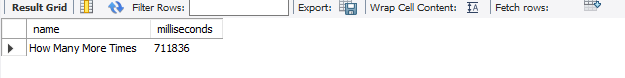 Result Grid Filter Rows: Export: Wrap Cell Content: Fetch rows:
name milliseconds
How Many More Times 711836